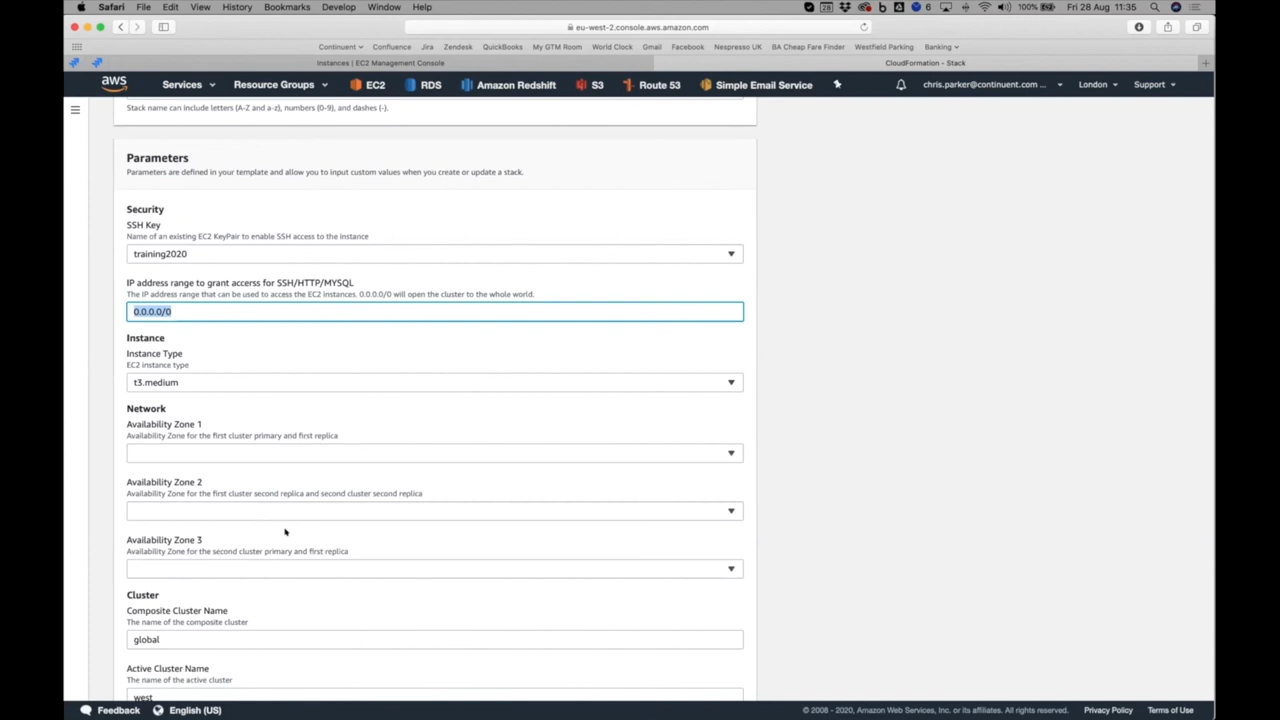 Safari File Edit View History Bookmarks Develop Window Help
28 6 100% Fri 28 Aug 11:35
eu-west-2.console.aws.amazon.com
Continuent Confluence Jira Zendesk QuickBooks My GTM Room World Clock Gmail Facebook Nespresso UK BA Cheap Fare Finder Westfield Parking Banking
Instances | EC2 Management Console
CloudFormation - Stack
aws Services Resource Groups EC2 RDS Amazon Redshift S3 Route 53 Simple Email Service chris.parker@continuent.com ... London Support
Stack name can include letters (A-Z and a-z), numbers (0-9), and dashes (-).
Parameters
Parameters are defined in your template and allow you to input custom values when you create or update a stack.
Security
SSH Key
Name of an existing EC2 KeyPair to enable SSH access to the instance
training2020
IP address range to grant accerss for SSH/HTTP/MYSQL
The IP address range that can be used to access the EC2 instances. 0.0.0.0/0 will open the cluster to the whole world.
0.0.0.0/0
Instance
Instance Type
EC2 instance type
t3.medium
Network
Availability Zone 1
Availability Zone for the first cluster primary and first replica
Availability Zone 2
Availability Zone for the first cluster second replica and second cluster second replica
Availability Zone 3
Availability Zone for the second cluster primary and first replica
Cluster
Composite Cluster Name
The name of the composite cluster
global
Active Cluster Name
The name of the active cluster
west
Feedback English (US)
© 2008 - 2020, Amazon Web Services, Inc. or its affiliates. All rights reserved. Privacy Policy Terms of Use